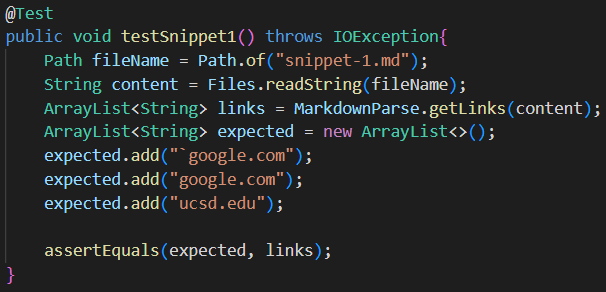 @Test
public void testSnippet1() throws IOException{
    Path fileName = Path.of("snippet-1.md");
    String content = Files.readString(fileName);
    ArrayList<String> links = MarkdownParse.getLinks(content);
    ArrayList<String> expected = new ArrayList<>();
    expected.add("`google.com");
    expected.add("google.com");
    expected.add("ucsd.edu");
    assertEquals(expected, links);
}